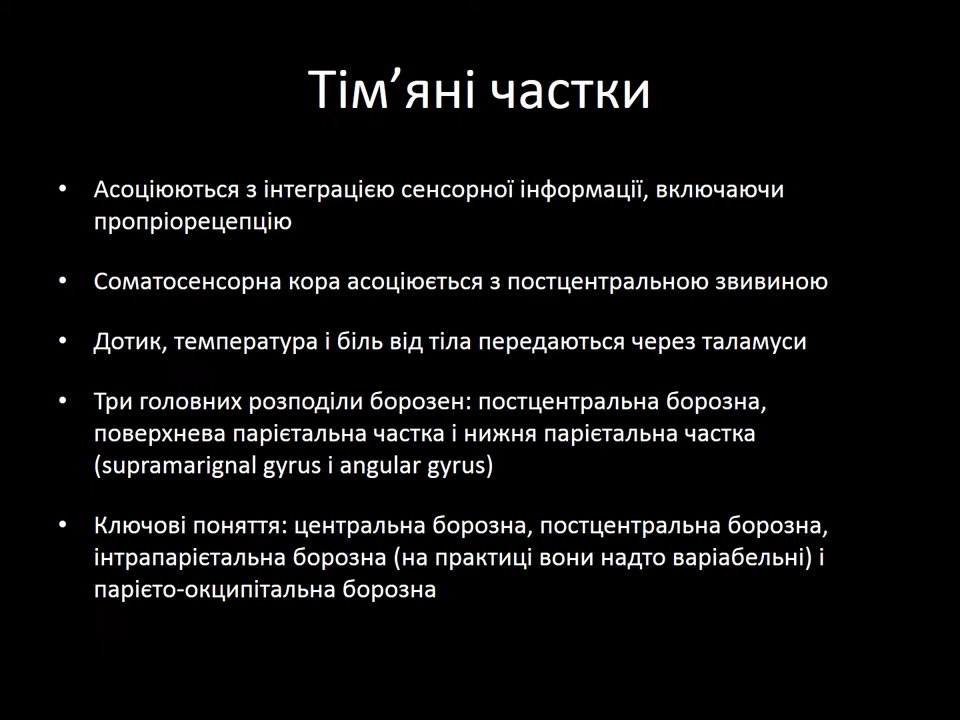 Тім’яні частки
• Асоціюються з інтеграцією сенсорної інформації, включаючи
пропріорецепцію
• Соматосенсорна кора асоціюється з постцентральною звивиною
• Дотик, температура і біль від тіла передаються через таламуси
• Три головних розподіли борозен: постцентральна борозна,
поверхнева парієтальна частка і нижня парієтальна частка
(supramarignal gyrus і angular gyrus)
• Ключові поняття: центральна борозна, постцентральна борозна,
інтрапарієтальна борозна (на практиці вони надто варіабельні) і
парієто-окципітальна борозна